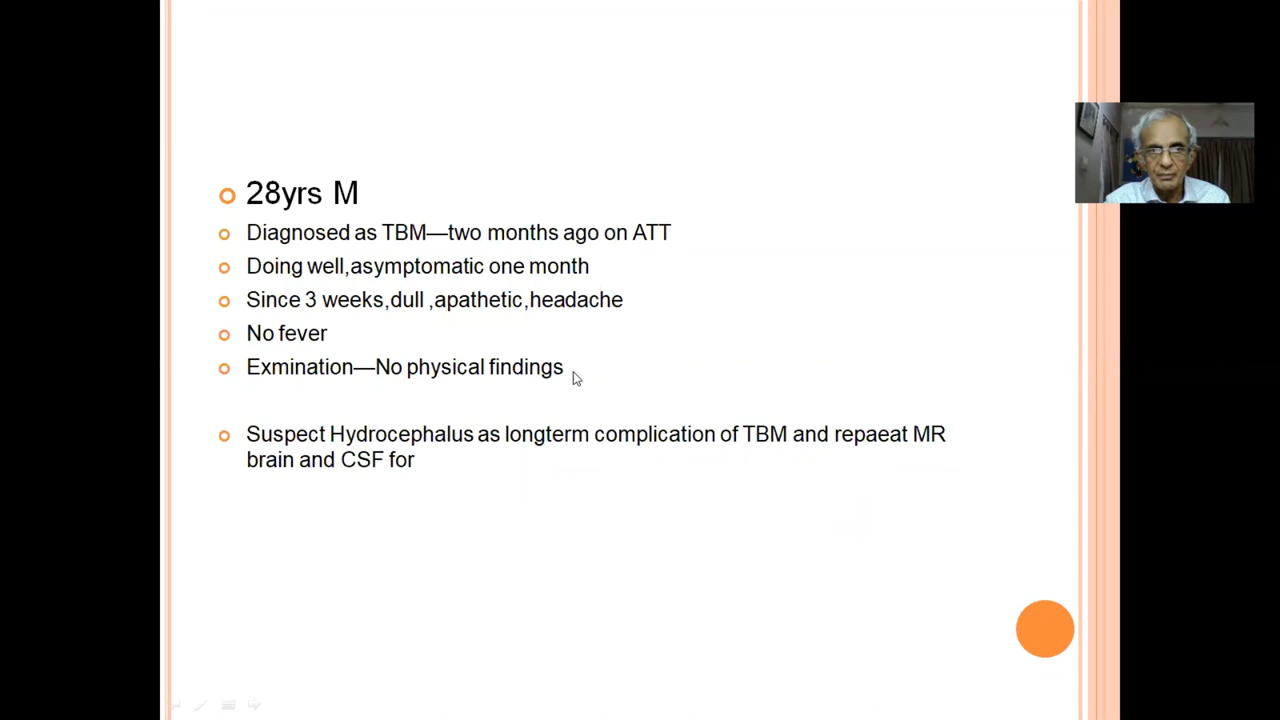 28yrs M
Diagnosed as TBM—two months ago on ATT
Doing well,asymptomatic one month
Since 3 weeks,dull ,apathetic,headache
No fever
Exmination—No physical findings
Suspect Hydrocephalus as longterm complication of TBM and repaeat MR
brain and CSF for